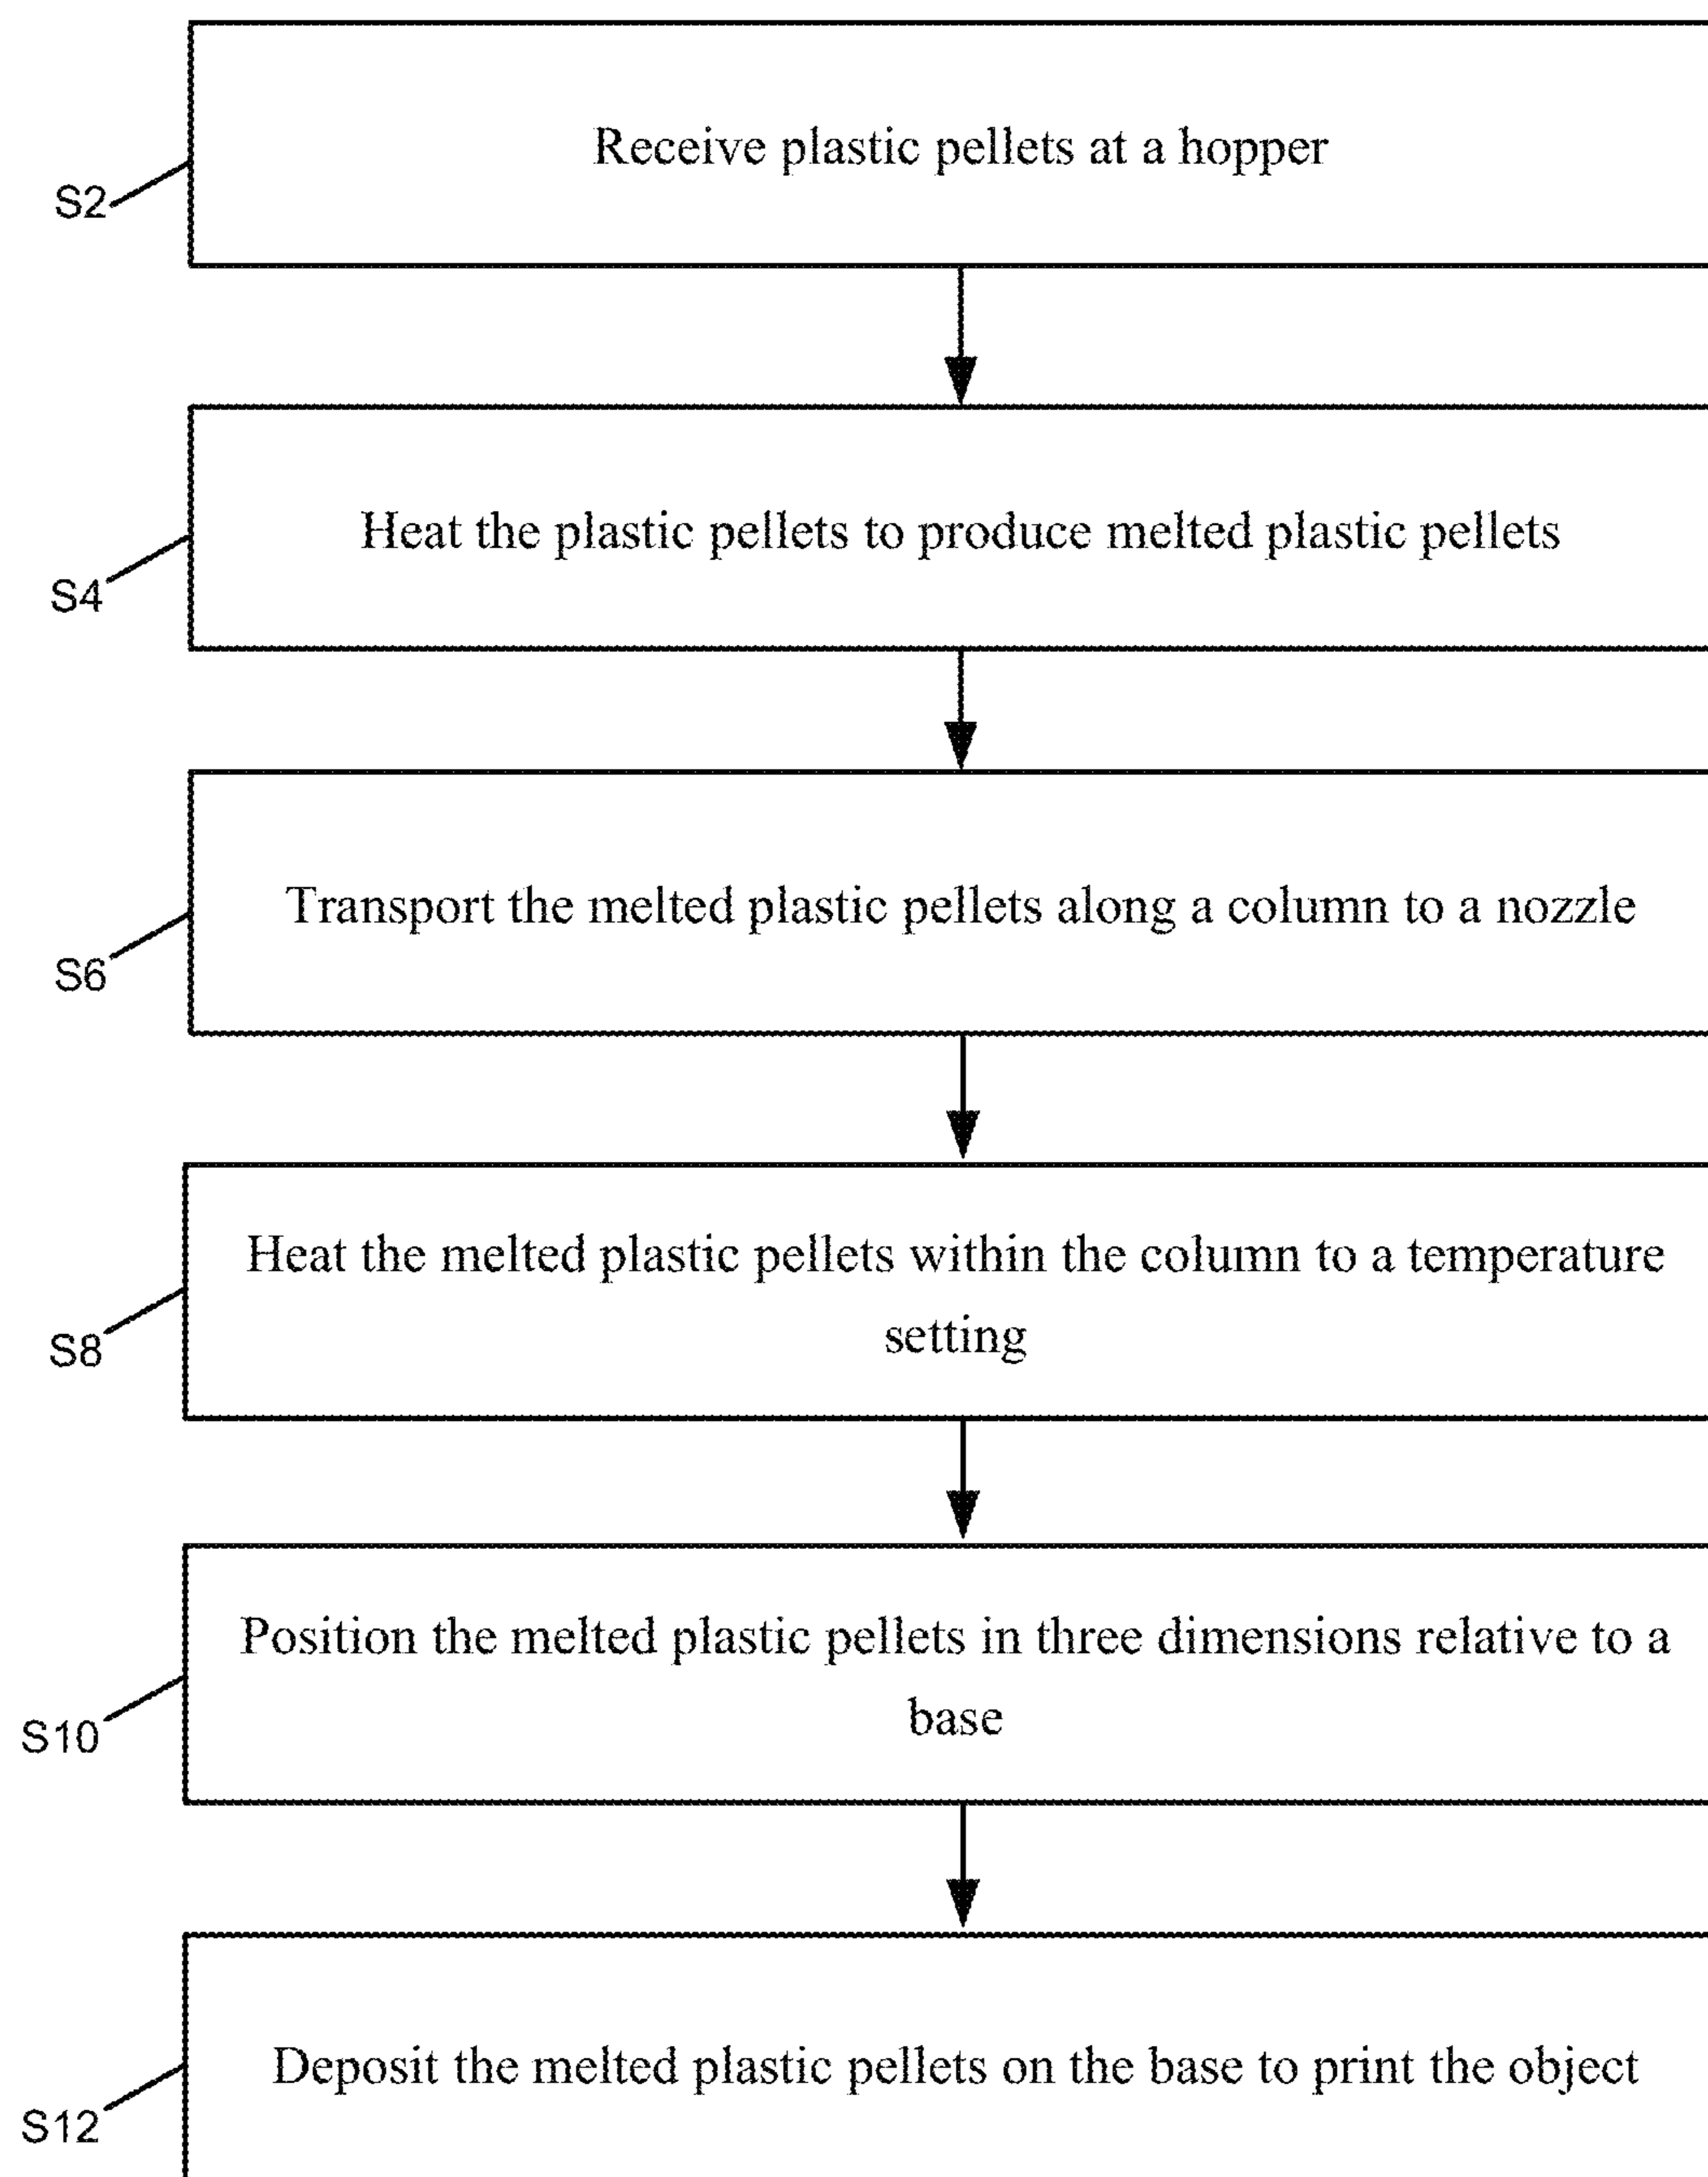 Receive plastic pellets at a hopper
S2
Heat the plastic pellets to produce melted plastic pellets
S4
Transport the melted plastic pellets along a column to a nozzle
S6
Heat the melted plastic pellets within the column to a temperature
setting
S8
Position the melted plastic pellets in three dimensions relative to a
base
S10
Deposit the melted plastic pellets on the base to print the object
S12